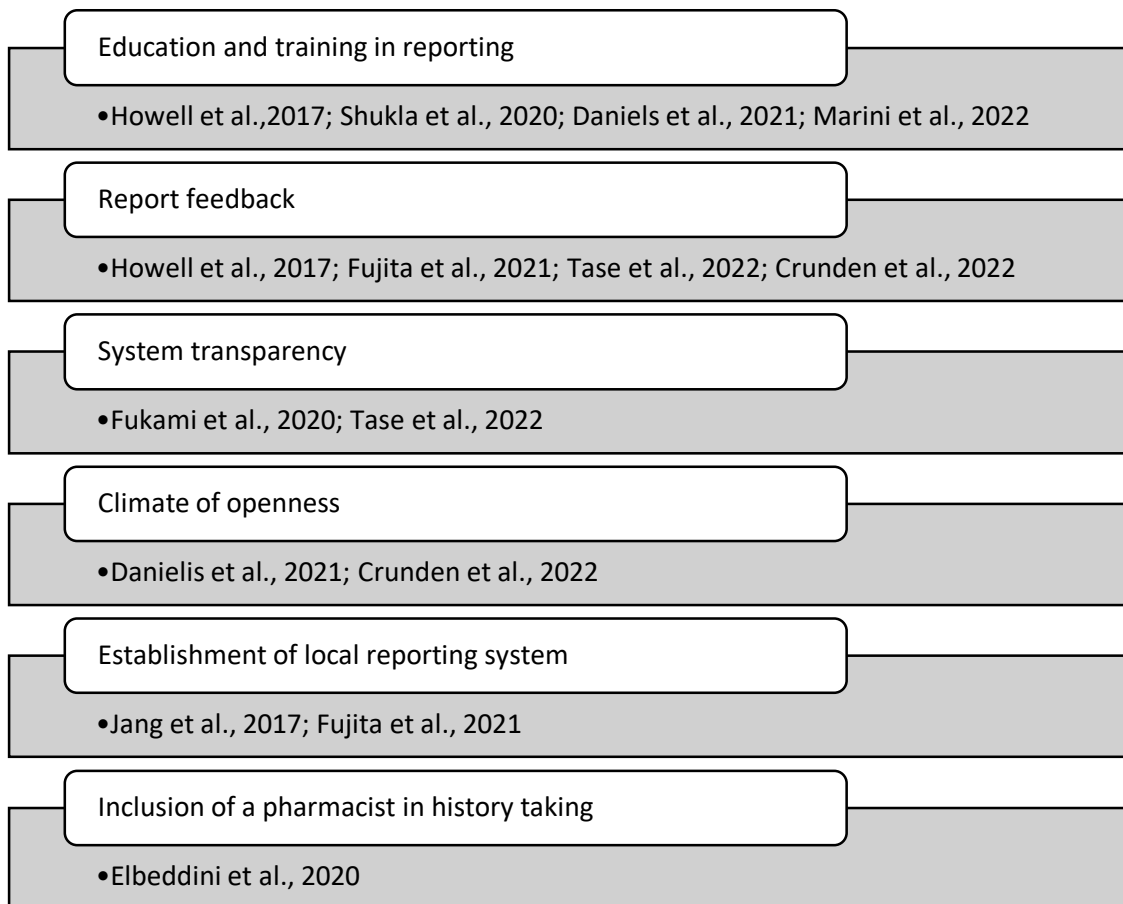 Education and training in reporting
•Howell et al.,2017; Shukla et al., 2020; Daniels et al., 2021; Marini et al., 2022
Report feedback
•Howell et al., 2017; Fujita et al., 2021; Tase et al., 2022; Crunden et al., 2022
System transparency
•Fukami et al., 2020; Tase et al., 2022
Climate of openness
•Danielis et al., 2021; Crunden et al., 2022
Establishment of local reporting system
•Jang et al., 2017; Fujita et al., 2021
Inclusion of a pharmacist in history taking
•Elbeddini et al., 2020